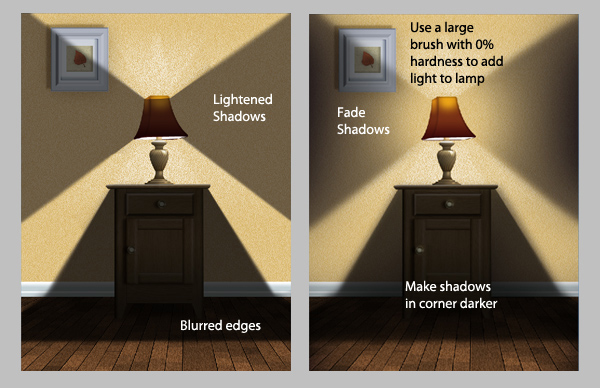 Lightened
Shadows
Blurred edges
Use a large
brush with 0%
hardness to add
light to lamp
Fade
Shadows
Make shadows
in corner darker